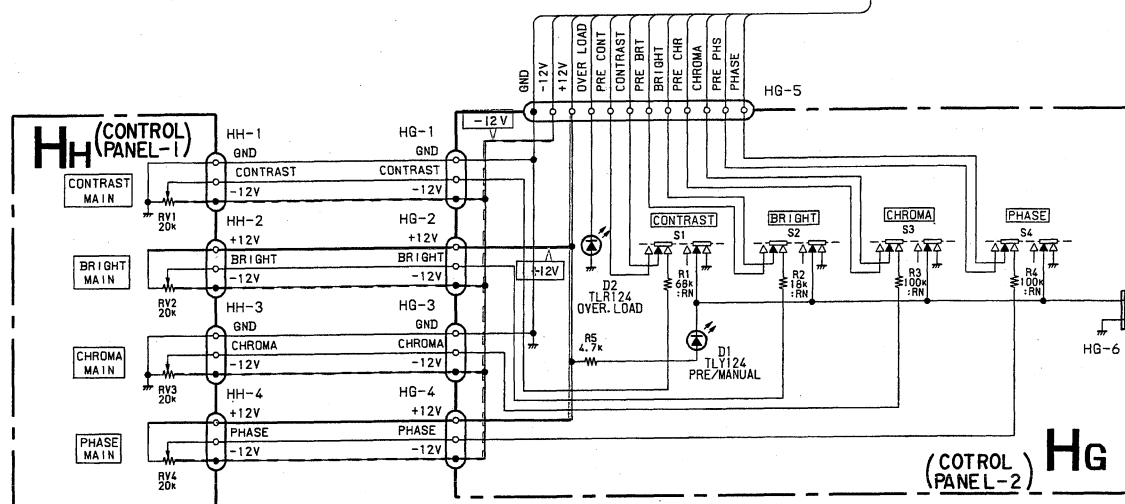 GND
-12V
+12V
OVER LOAD
PRE CONT
CONTRAST
PRE BRT
BRIGHT
PRE CHR
CHROMA
PRE PHS
PHASE
HG-5
-12V
HH (CONTROL PANEL-1)
HH-1
HG-1
GND
GND
CONTRAST
CONTRAST
-12V
-12V
CONTRAST
MAIN
RV1
20k
HH-2
HG-2
+12V
+12V
BRIGHT
BRIGHT
-12V
-12V
+12V
BRIGHT
MAIN
RV2
20k
HH-3
HG-3
GND
GND
CHROMA
CHROMA
-12V
-12V
CHROMA
MAIN
RV3
20k
HH-4
HG-4
+12V
+12V
PHASE
PHASE
-12V
-12V
PHASE
MAIN
RV4
20k
CONTRAST
S1
BRIGHT
S2
CHROMA
S3
PHASE
S4
D2
TLR124
OVER.LOAD
R1
68k
:RN
R2
18k
:RN
R3
100k
:RN
R4
100k
:RN
R5
4.7k
D1
TLY124
PRE/MANUAL
HG-6
(COTROL
PANEL-2)
HG